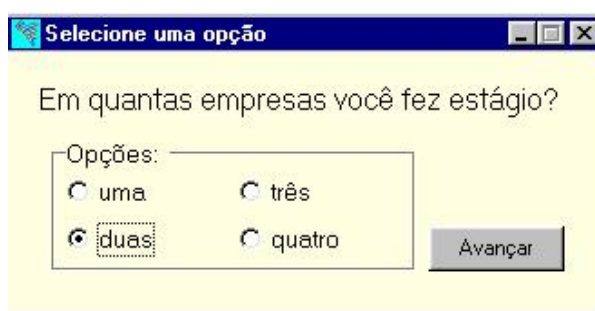 Selecione uma opção
Em quantas empresas você fez estágio?
Opções:
uma três
duas quatro
Avançar